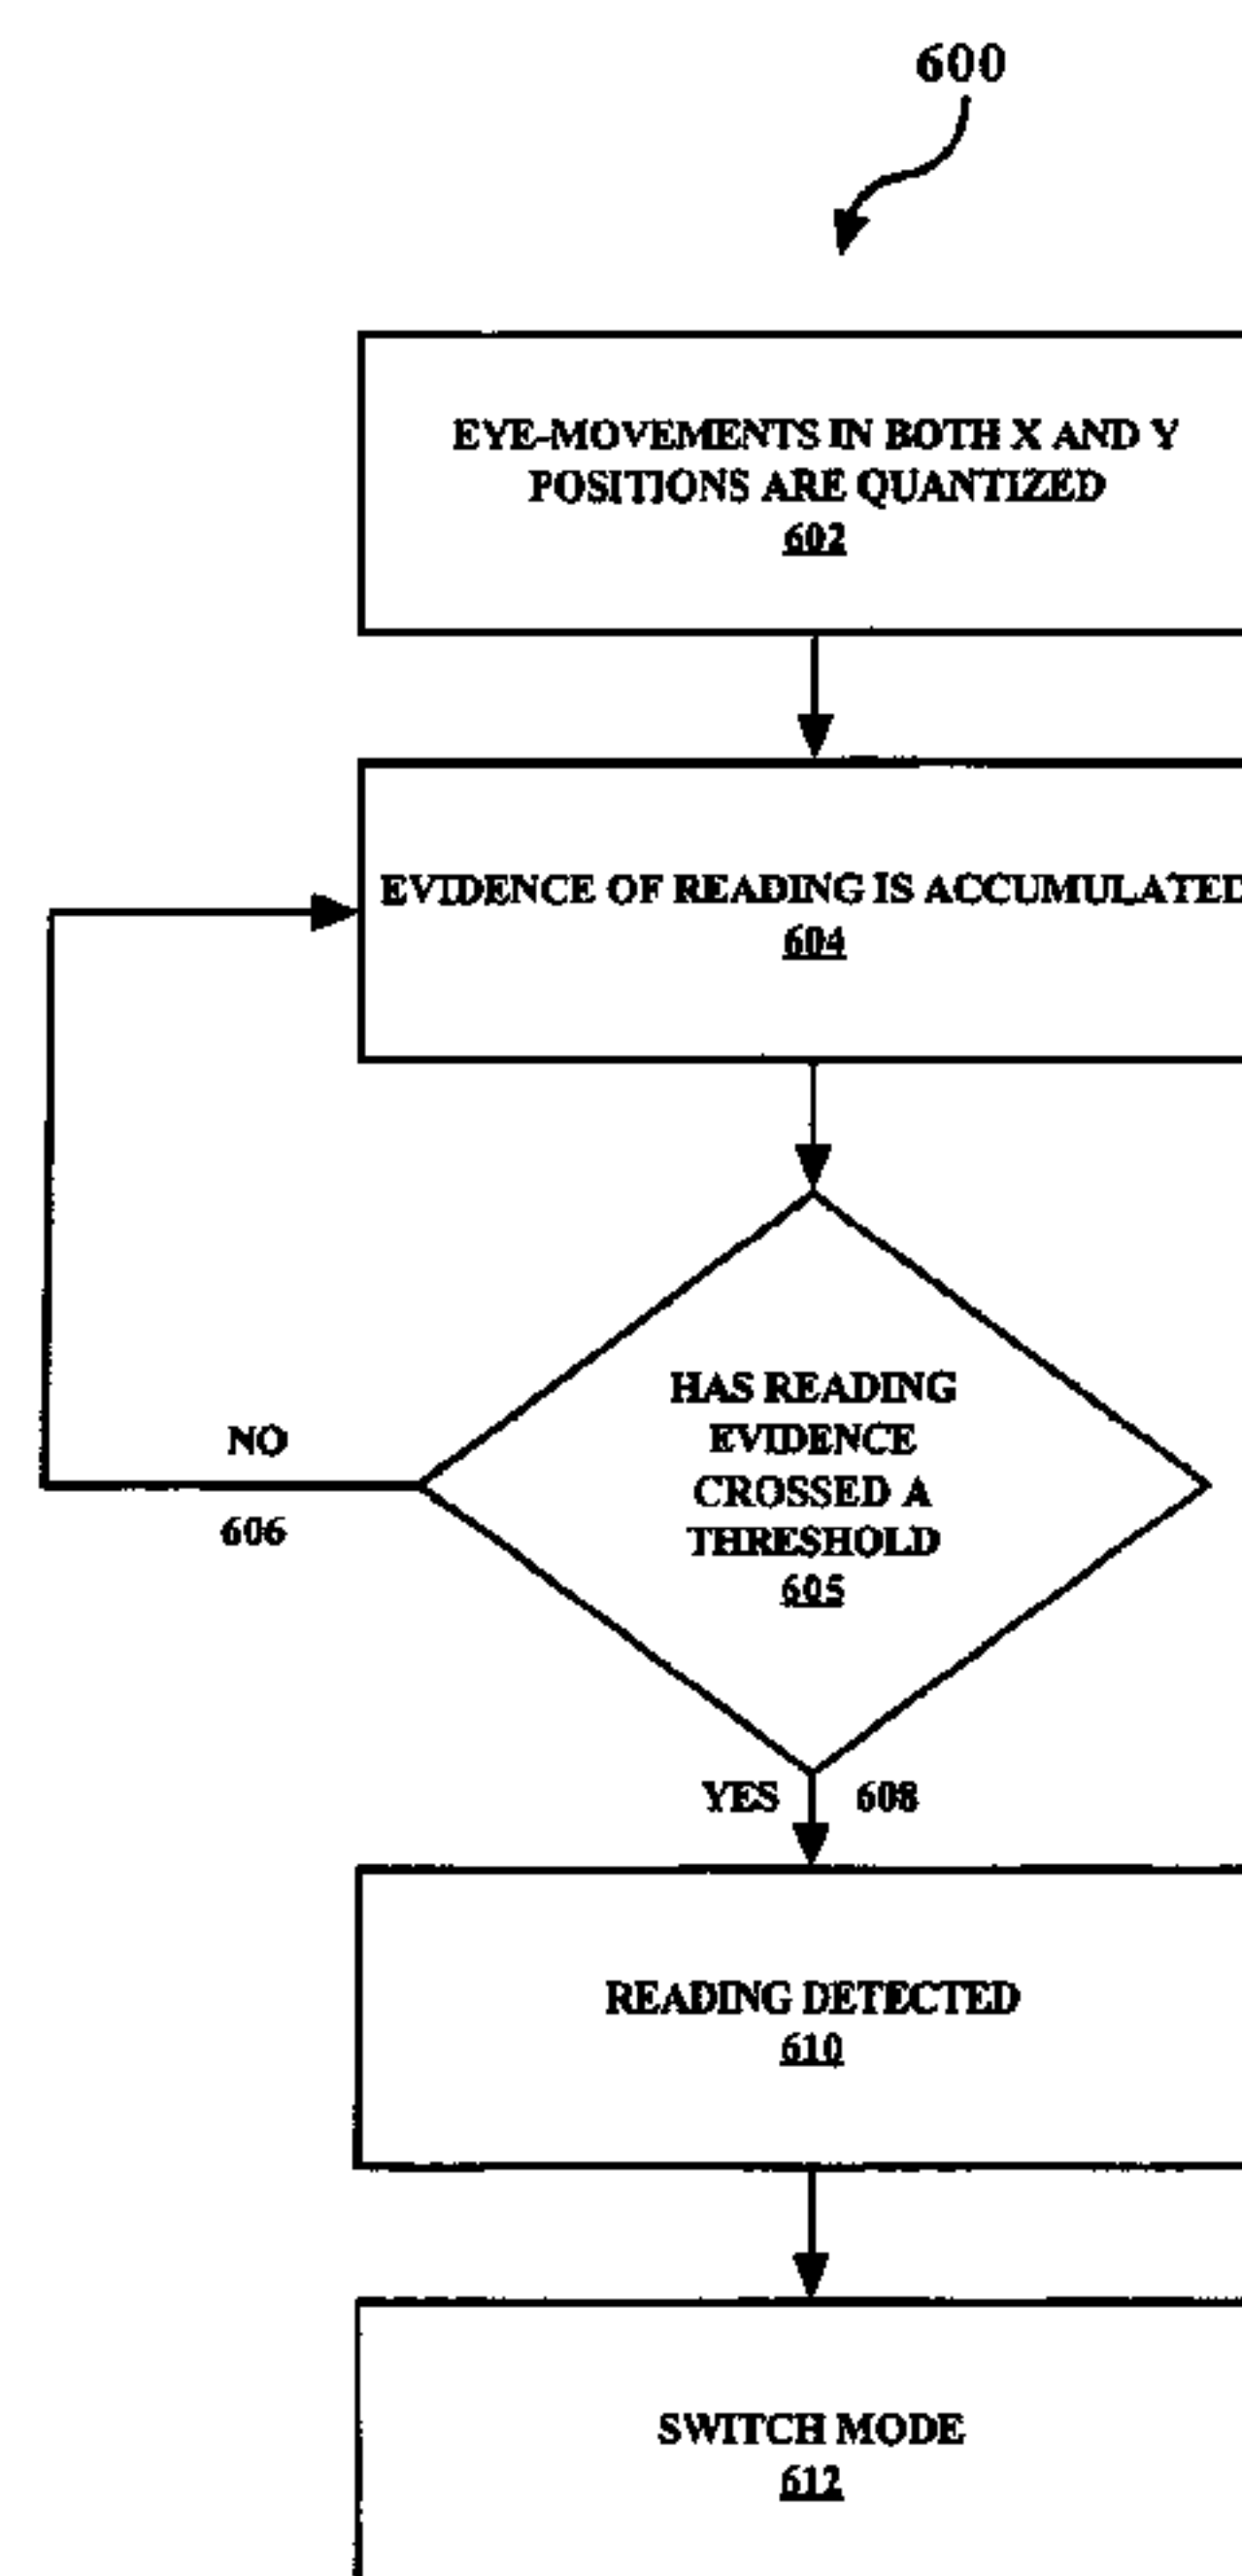 600
EYE-MOVEMENTS IN BOTH X AND Y
POSITIONS ARE QUANTIZED
602
EVIDENCE OF READING IS ACCUMULATED
604
HAS READING
EVIDENCE
CROSSED A
THRESHOLD
605
NO
606
YES 608
READING DETECTED
610
SWITCH MODE
612